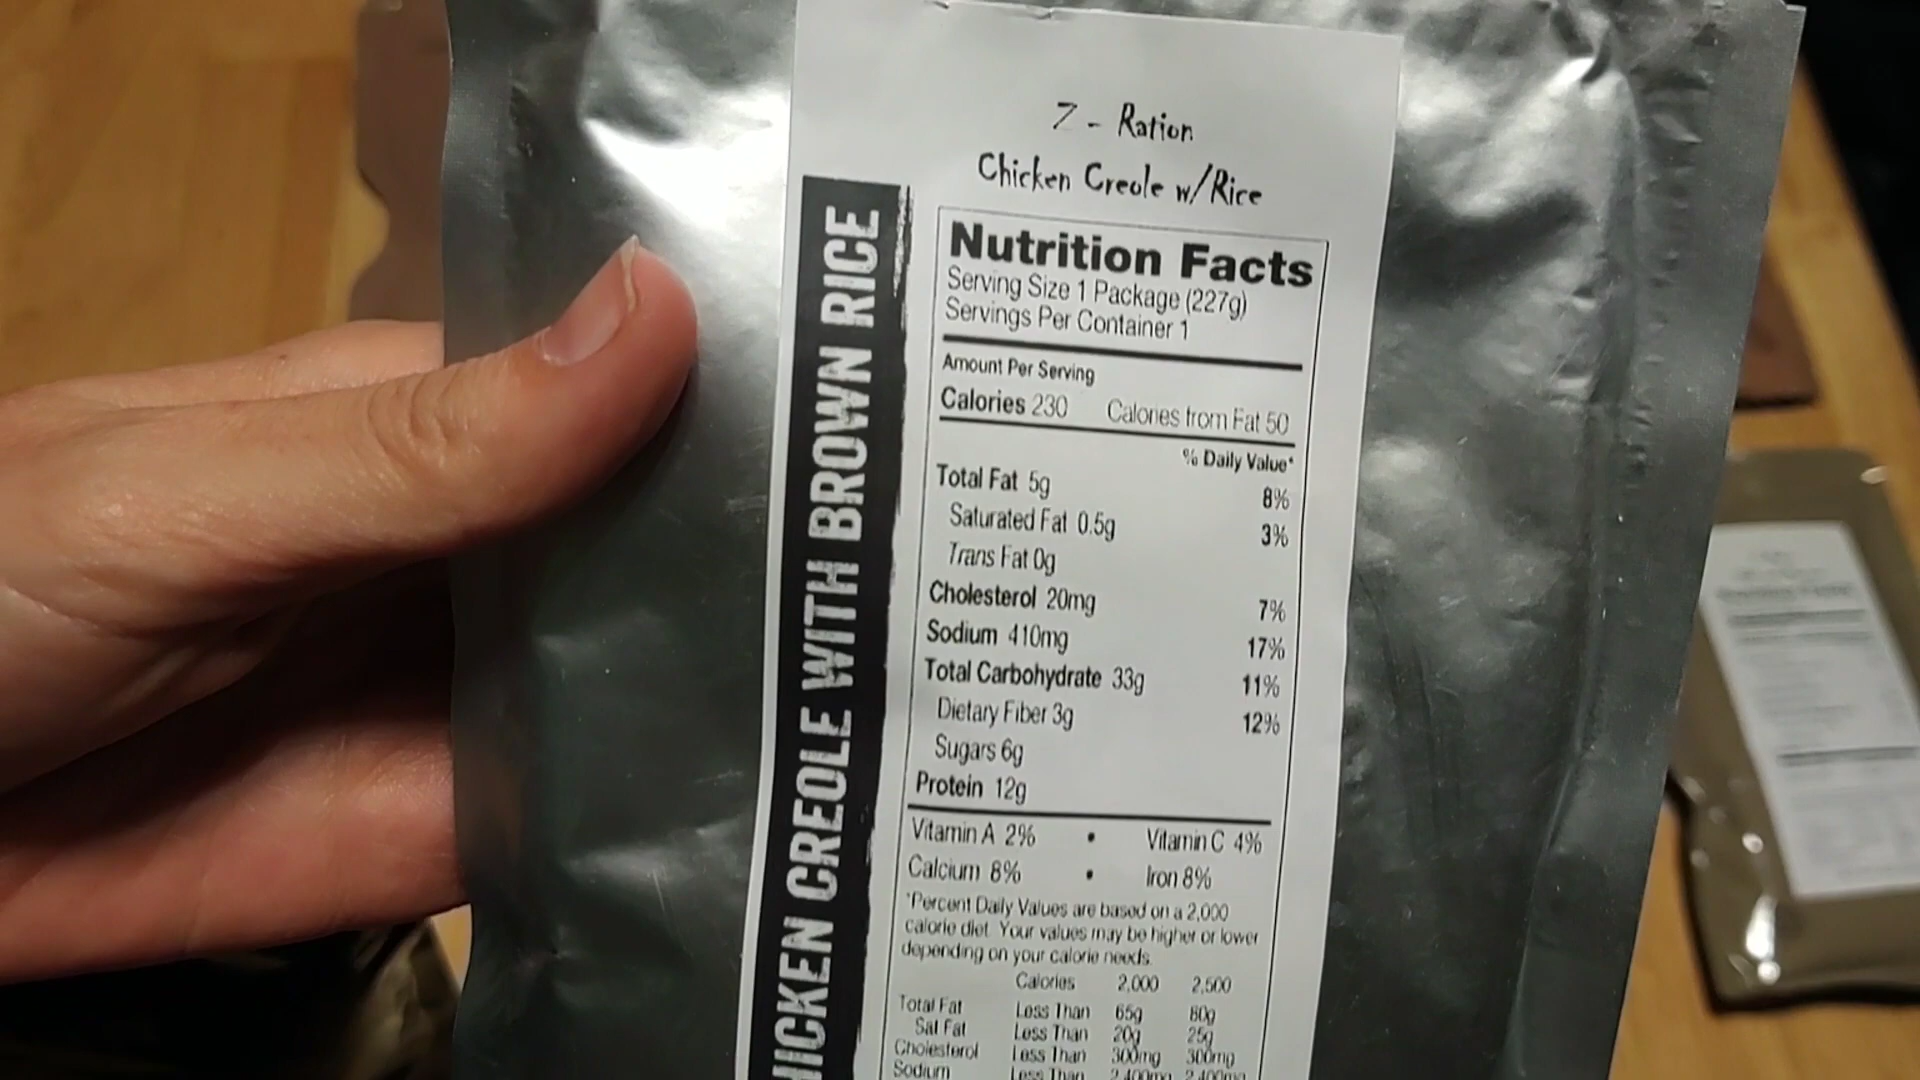 Z - Ration
Chicken Creole w/Rice
HICKEN CREOLE WITH BROWN RICE
Nutrition Facts
Serving Size 1 Package (227g)
Servings Per Container 1
Amount Per Serving
Calories 230 Calories from Fat 50
% Daily Value*
Total Fat 5g 8%
Saturated Fat 0.5g 3%
Trans Fat 0g
Cholesterol 20mg 7%
Sodium 410mg 17%
Total Carbohydrate 33g 11%
Dietary Fiber 3g 12%
Sugars 6g
Protein 12g
Vitamin A 2% • Vitamin C 4%
Calcium 8% • Iron 8%
*Percent Daily Values are based on a 2,000
calorie diet. Your values may be higher or lower
depending on your calorie needs.
Calories 2,000 2,500
Total Fat Less Than 65g 80g
Sat Fat Less Than 20g 25g
Cholesterol Less Than 300mg 300mg
Sodium Less Than 2,400mg 2,400mg